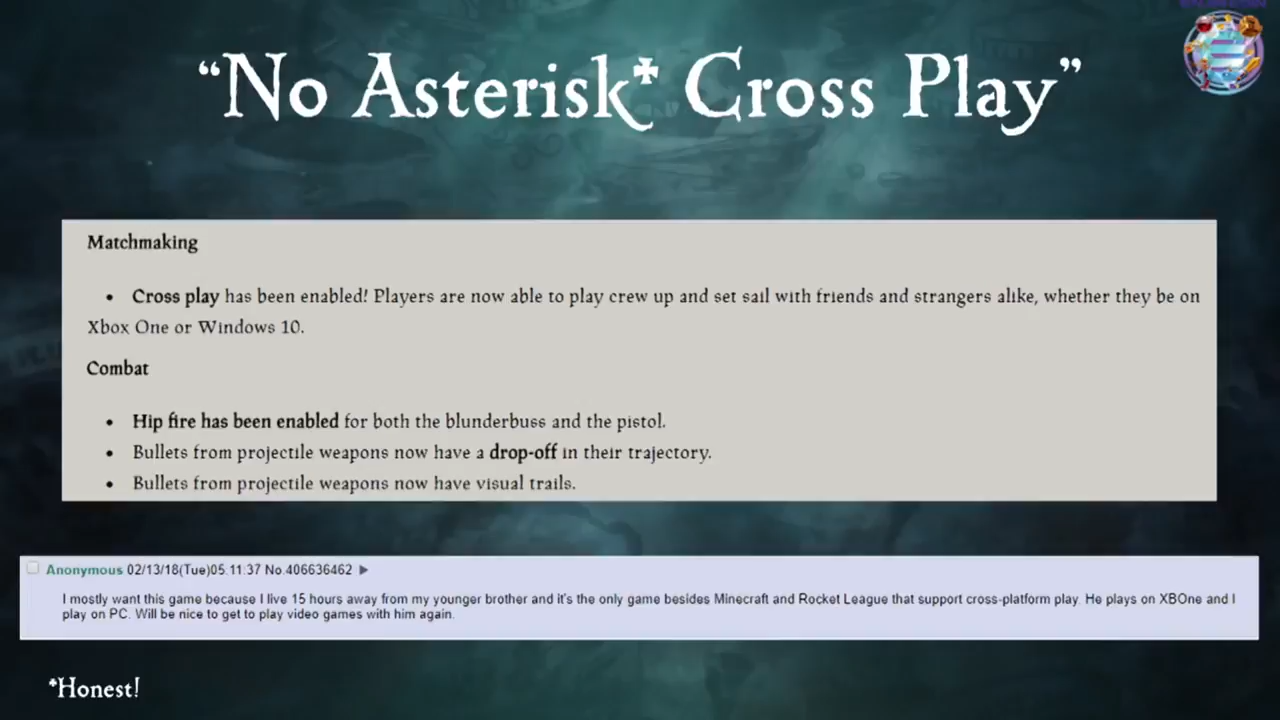 “No Asterisk* Cross Play”
Matchmaking
• Cross play has been enabled! Players are now able to play crew up and set sail with friends and strangers alike, whether they be on
Xbox One or Windows 10.
Combat
• Hip fire has been enabled for both the blunderbuss and the pistol.
• Bullets from projectile weapons now have a drop-off in their trajectory.
• Bullets from projectile weapons now have visual trails.
Anonymous 02/13/18(Tue)05:11:37 No.406636462 ▶
I mostly want this game because I live 15 hours away from my younger brother and it's the only game besides Minecraft and Rocket League that support cross-platform play. He plays on XBOne and I
play on PC. Will be nice to get to play video games with him again.
*Honest!